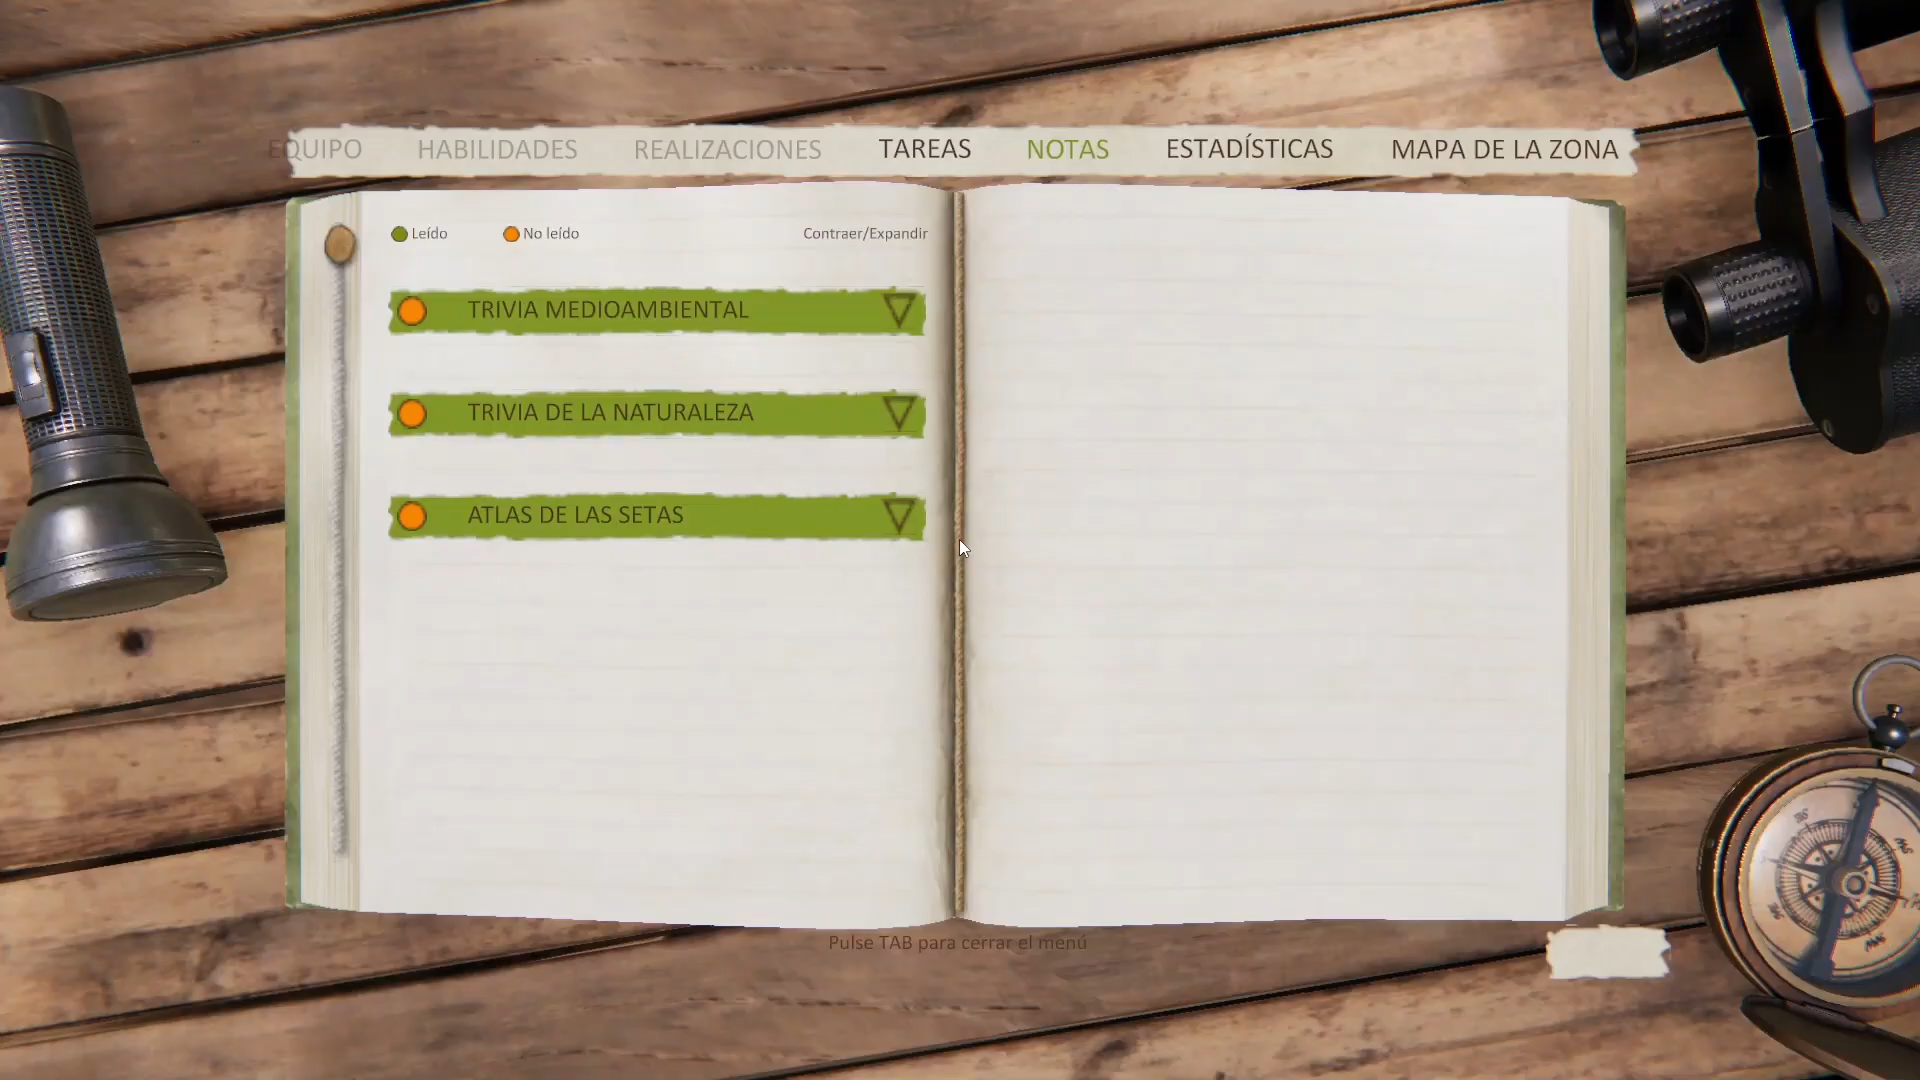 EQUIPO HABILIDADES REALIZACIONES TAREAS NOTAS ESTADÍSTICAS MAPA DE LA ZONA
Leído No leído Contraer/Expandir
TRIVIA MEDIOAMBIENTAL
TRIVIA DE LA NATURALEZA
ATLAS DE LAS SETAS
Pulse TAB para cerrar el menú